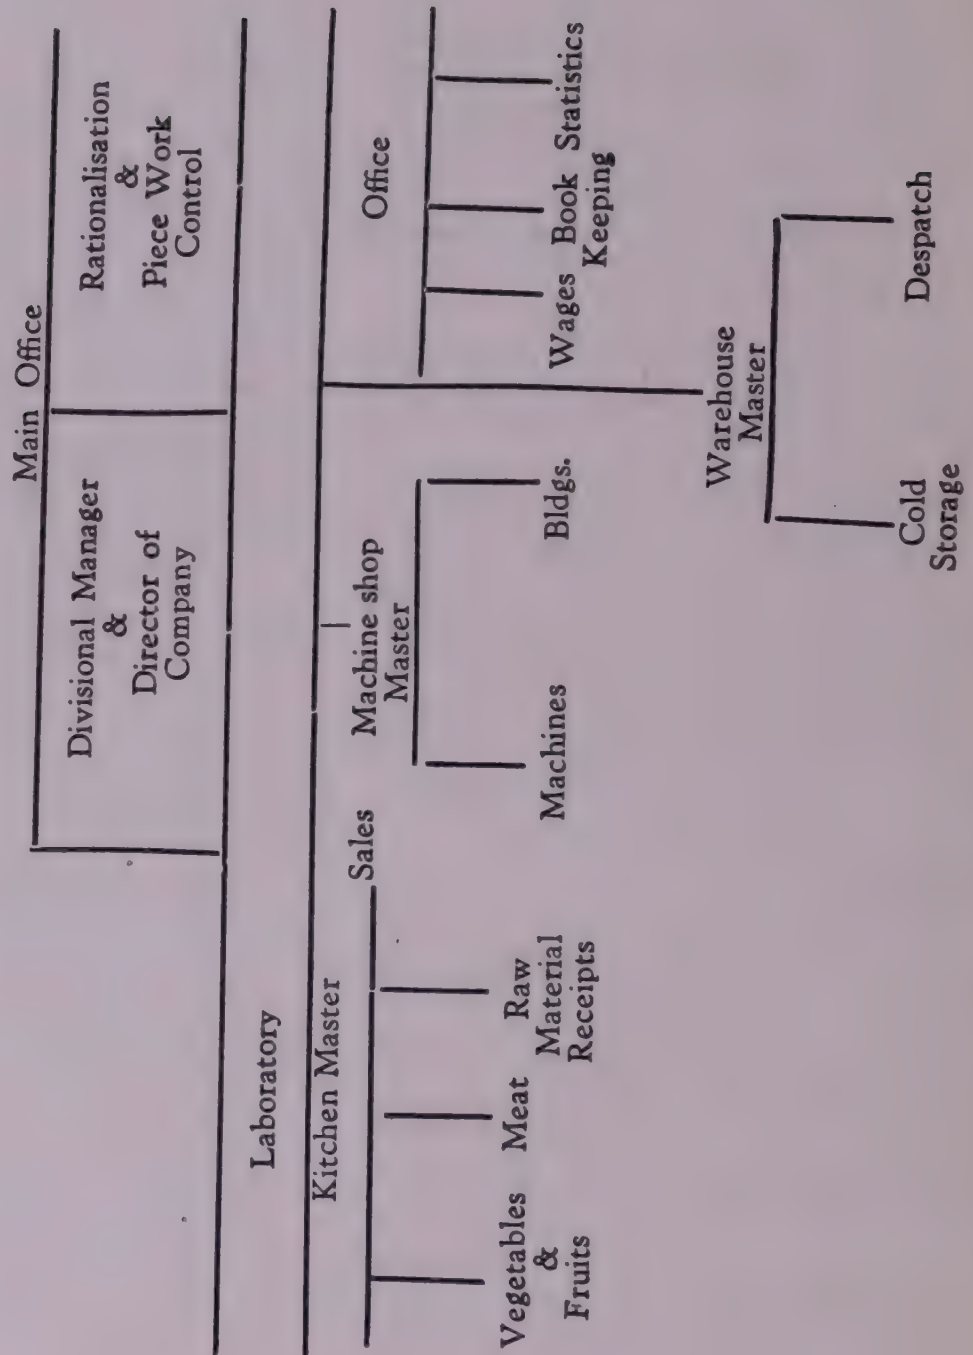 Main Office
Divisional Manager
&
Director of
Company
Rationalisation
&
Piece Work
Control
Laboratory
Kitchen Master
Sales
Machine shop
Master
Office
Vegetables
&
Fruits
Meat
Raw
Material
Receipts
Machines
Bldgs.
Wages
Book
Keeping
Statistics
Warehouse
Master
Cold
Storage
Despatch